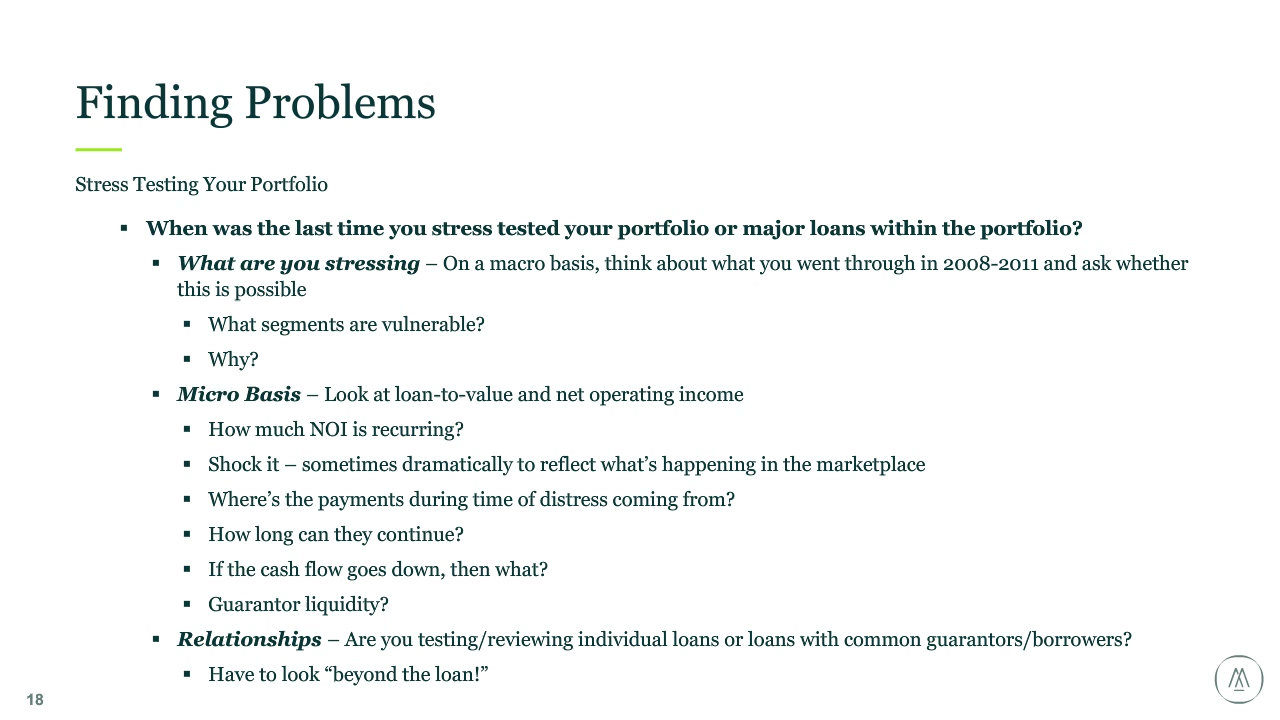 Finding Problems
Stress Testing Your Portfolio
▪ When was the last time you stress tested your portfolio or major loans within the portfolio?
▪ What are you stressing – On a macro basis, think about what you went through in 2008-2011 and ask whether
this is possible
▪ What segments are vulnerable?
▪ Why?
▪ Micro Basis – Look at loan-to-value and net operating income
▪ How much NOI is recurring?
▪ Shock it – sometimes dramatically to reflect what’s happening in the marketplace
▪ Where’s the payments during time of distress coming from?
▪ How long can they continue?
▪ If the cash flow goes down, then what?
▪ Guarantor liquidity?
▪ Relationships – Are you testing/reviewing individual loans or loans with common guarantors/borrowers?
▪ Have to look “beyond the loan!”
18